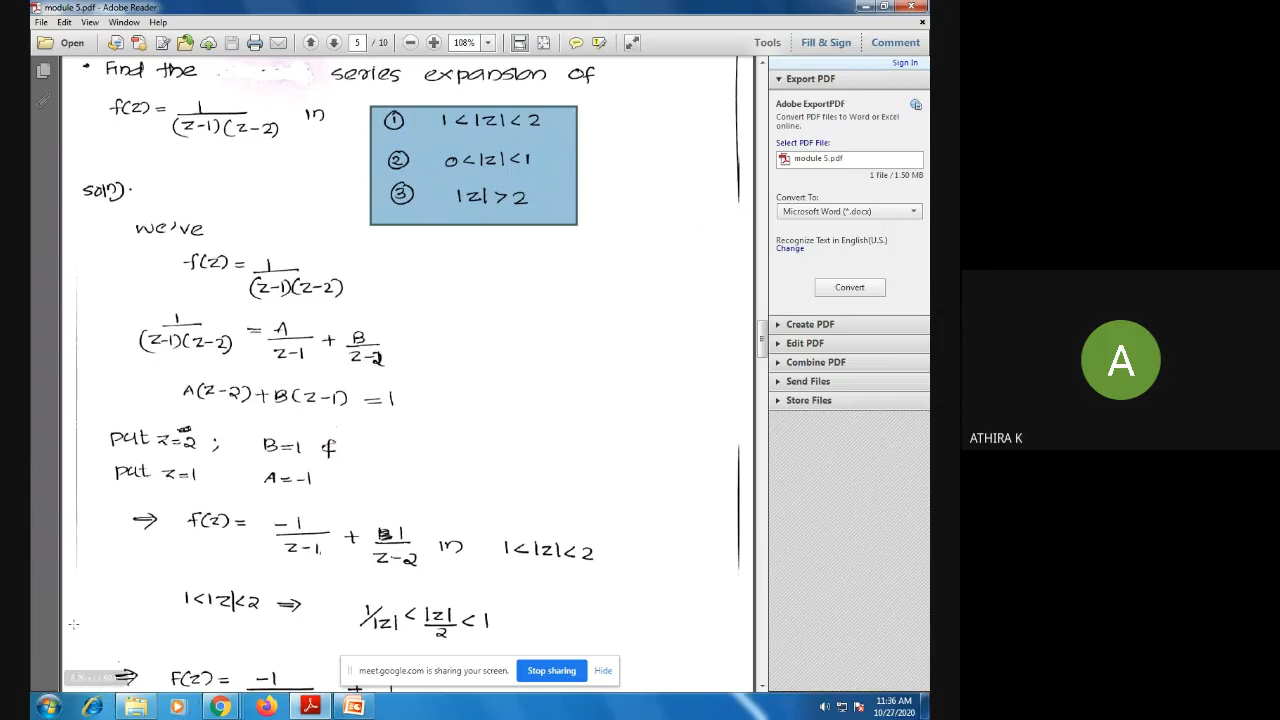 module 5.pdf - Adobe Reader
File Edit View Window Help
Open 5 / 10 108% Tools Fill & Sign Comment
• Find the series expansion of
f(z) = 1/(z-1)(z-2) in
① 1 < |z| < 2
② 0 < |z| < 1
③ |z| > 2
soln).
we've
f(z) = 1/(z-1)(z-2)
1/(z-1)(z-2) = A/z-1 + B/z-2
A(z-2) + B(z-1) = 1
put z=2 ; B=1 &
put z=1 A=-1
⇒ f(z) = -1/z-1 + 1/z-2 in 1 < |z| < 2
1 < |z| < 2 ⇒ 1/|z| < |z|/2 < 1
⇒ F(z) = -1 +
Sign In
Export PDF
Adobe ExportPDF
Convert PDF files to Word or Excel
online.
Select PDF File:
module 5.pdf
1 file / 1.50 MB
Convert To:
Microsoft Word (*.docx)
Recognize Text in English(U.S.)
Change
Convert
Create PDF
Edit PDF
Combine PDF
Send Files
Store Files
meet.google.com is sharing your screen. Stop sharing Hide
11:36 AM
10/27/2020
A
ATHIRA K